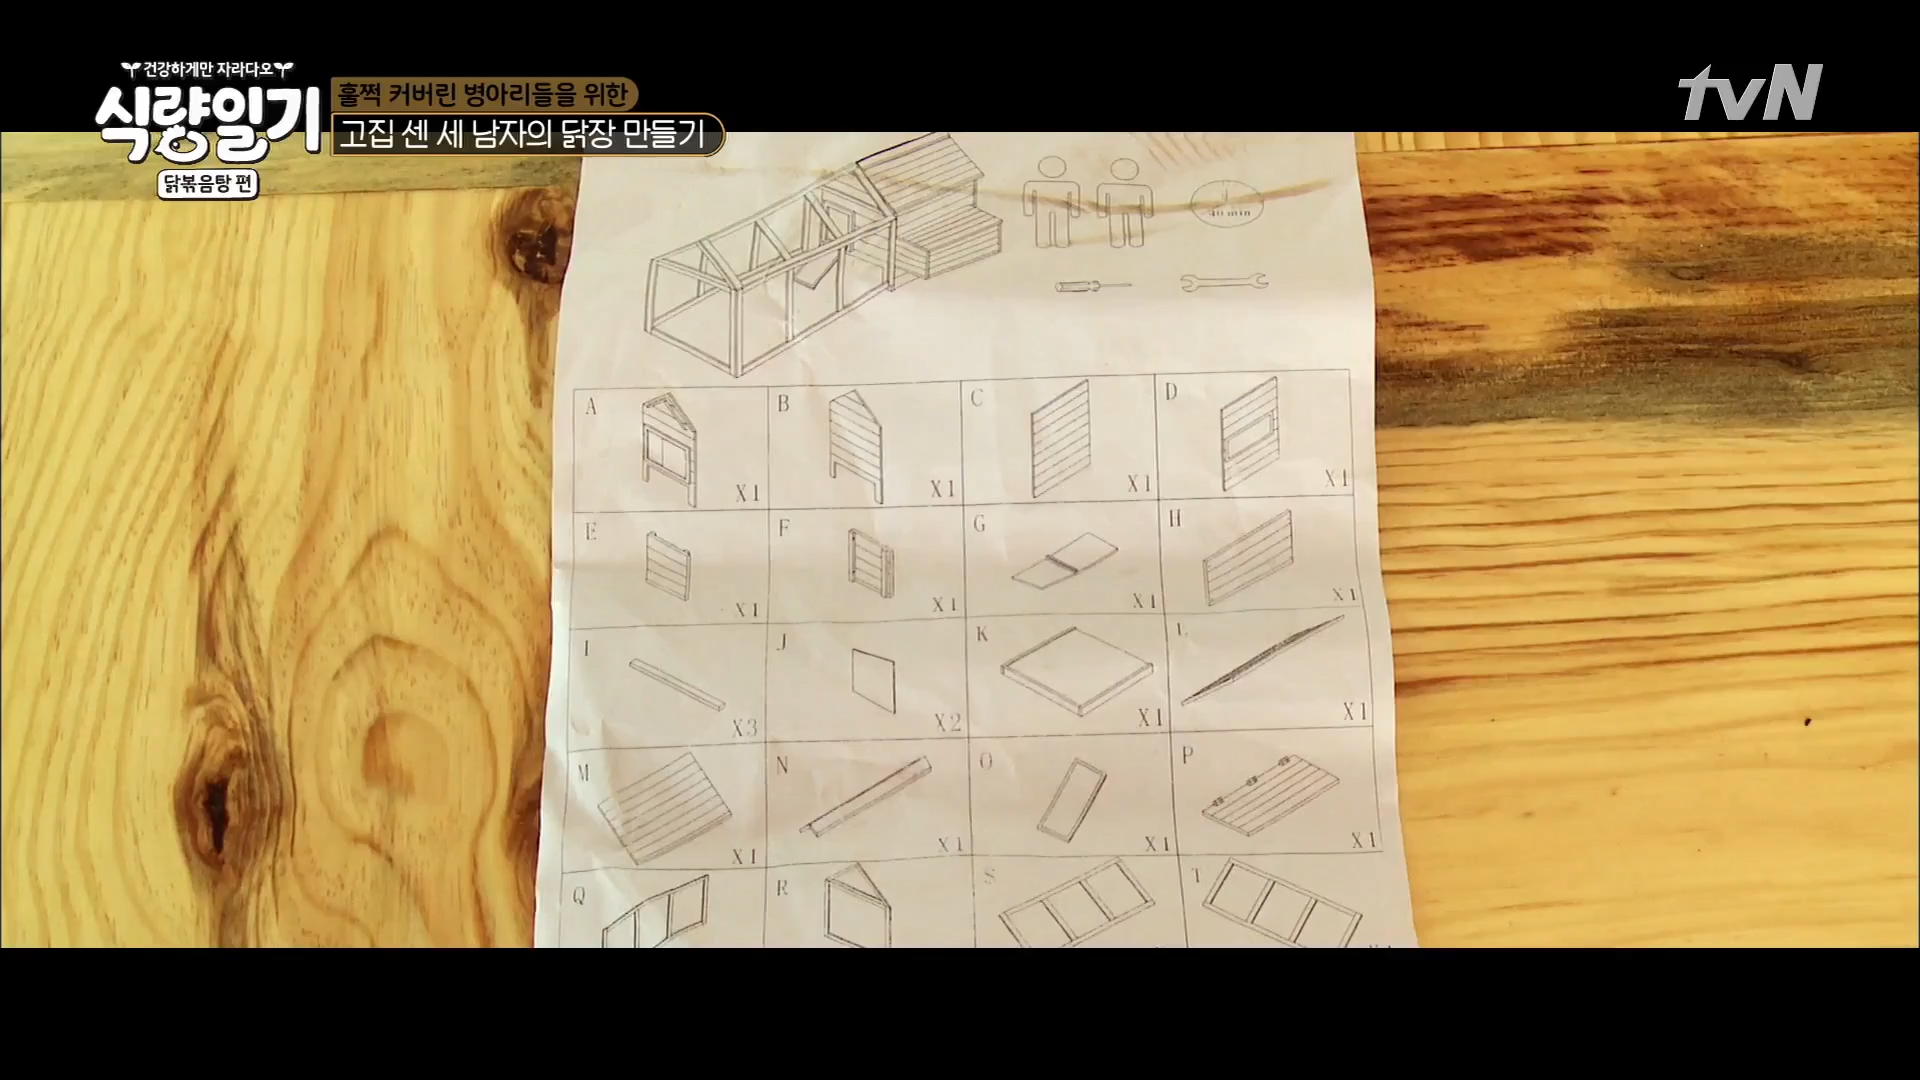 건강하게만 자라다오
식량일기
닭볶음탕 편
훌쩍 커버린 병아리들을 위한
고집 센 세 남자의 닭장 만들기
tvN
40 min
A X1
B X1
C X1
D X1
E X1
F X1
G X1
H X1
I X3
J X2
K X1
L X1
M X1
N X1
O X1
P X1
Q
R
S
T